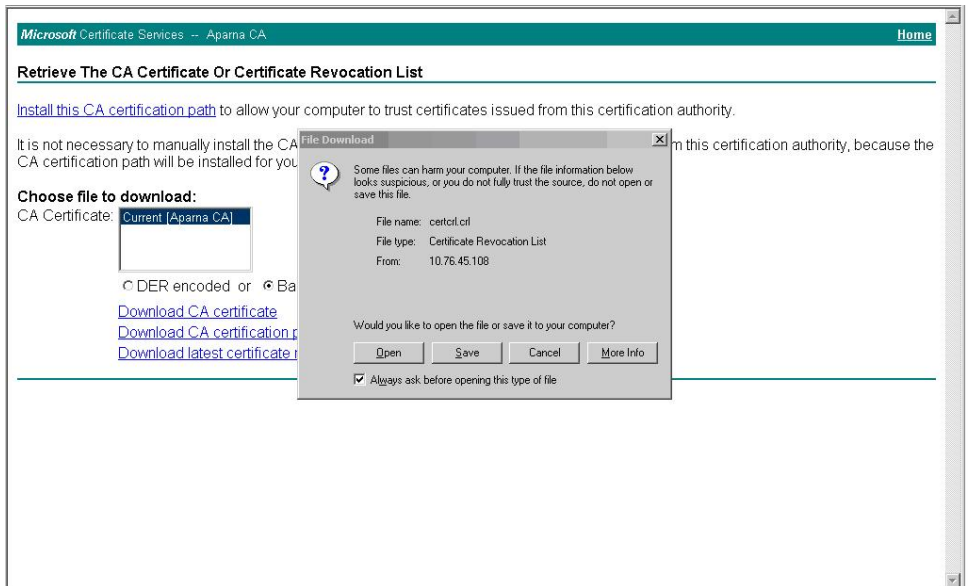 Microsoft Certificate Services -- Aparna CA Home
Retrieve The CA Certificate Or Certificate Revocation List
Install this CA certification path to allow your computer to trust certificates issued from this certification authority.
It is not necessary to manually install the CA m this certification authority, because the
CA certification path will be installed for you
Choose file to download:
CA Certificate: Current [Aparna CA]
DER encoded or Ba
Download CA certificate
Download CA certification p
Download latest certificate r
File Download
Some files can harm your computer. If the file information below
looks suspicious, or you do not fully trust the source, do not open or
save this file.
File name: certcrl.crl
File type: Certificate Revocation List
From: 10.76.45.108
Would you like to open the file or save it to your computer?
Open Save Cancel More Info
Always ask before opening this type of file